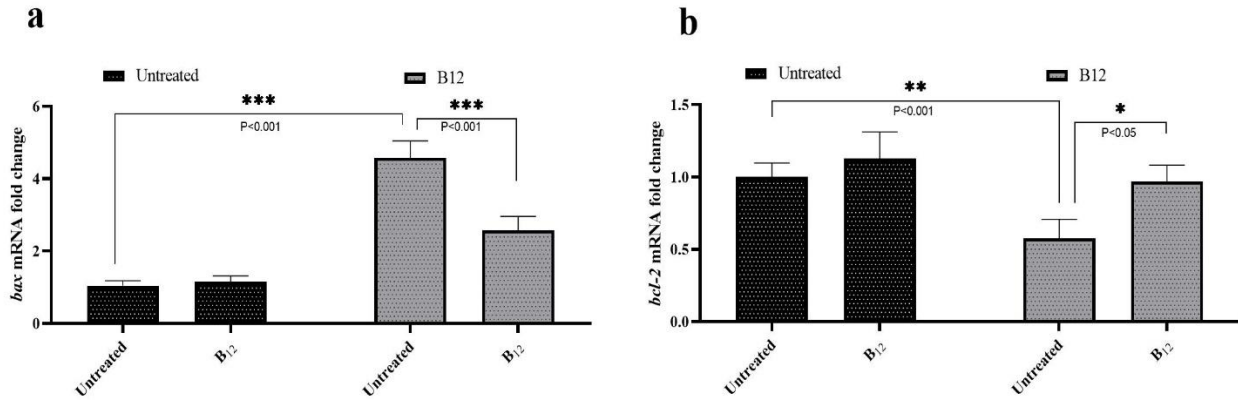 a
Untreated
B12
***
P<0.001
***
P<0.001
bax mRNA fold change
6
4
2
0
Untreated
B₁₂
Untreated
B₁₂
b
Untreated
B12
**
P<0.001
*
P<0.05
bcl-2 mRNA fold change
1.5
1.0
0.5
0.0
Untreated
B₁₂
Untreated
B₁₂